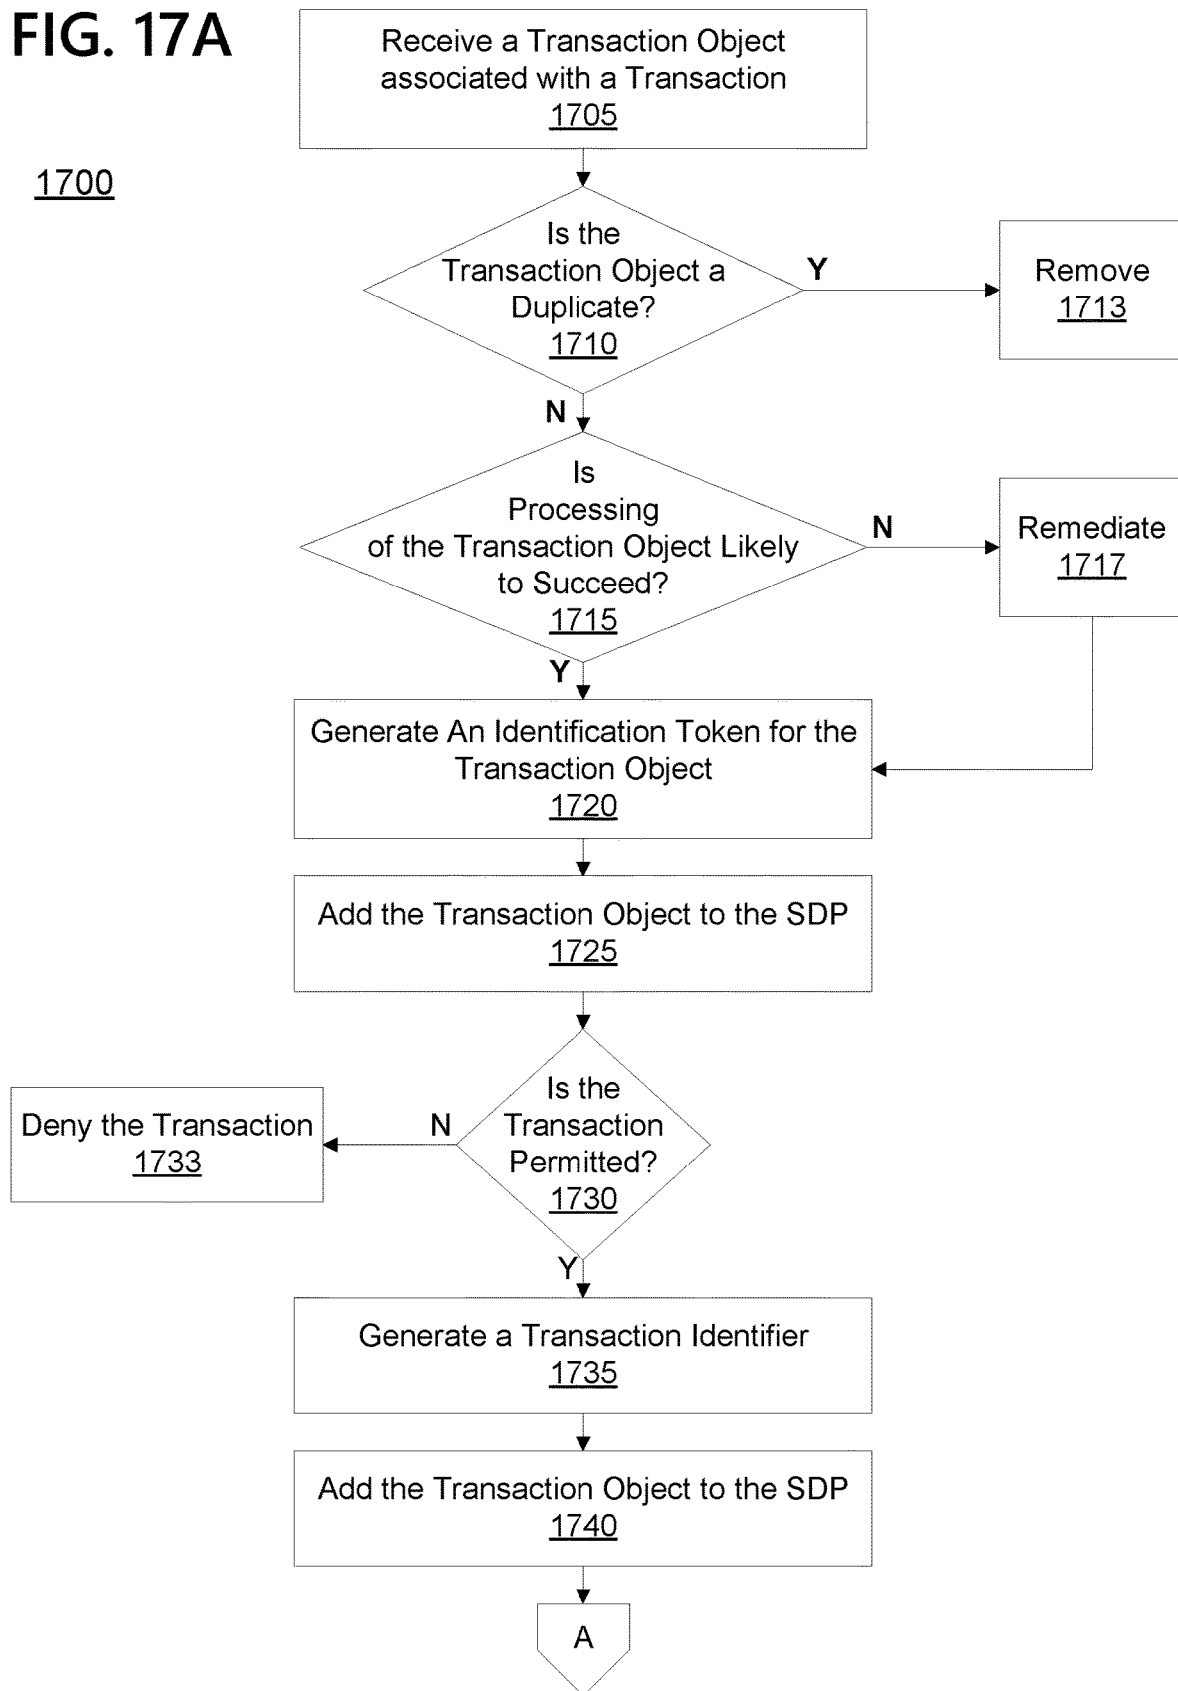 FIG. 17A
1700
Receive a Transaction Object
associated with a Transaction
1705
Is the
Transaction Object a
Duplicate?
1710
Y
Remove
1713
N
Is
Processing
of the Transaction Object Likely
to Succeed?
1715
N
Remediate
1717
Y
Generate An Identification Token for the
Transaction Object
1720
Add the Transaction Object to the SDP
1725
Is the
Transaction
Permitted?
1730
N
Deny the Transaction
1733
Y
Generate a Transaction Identifier
1735
Add the Transaction Object to the SDP
1740
A